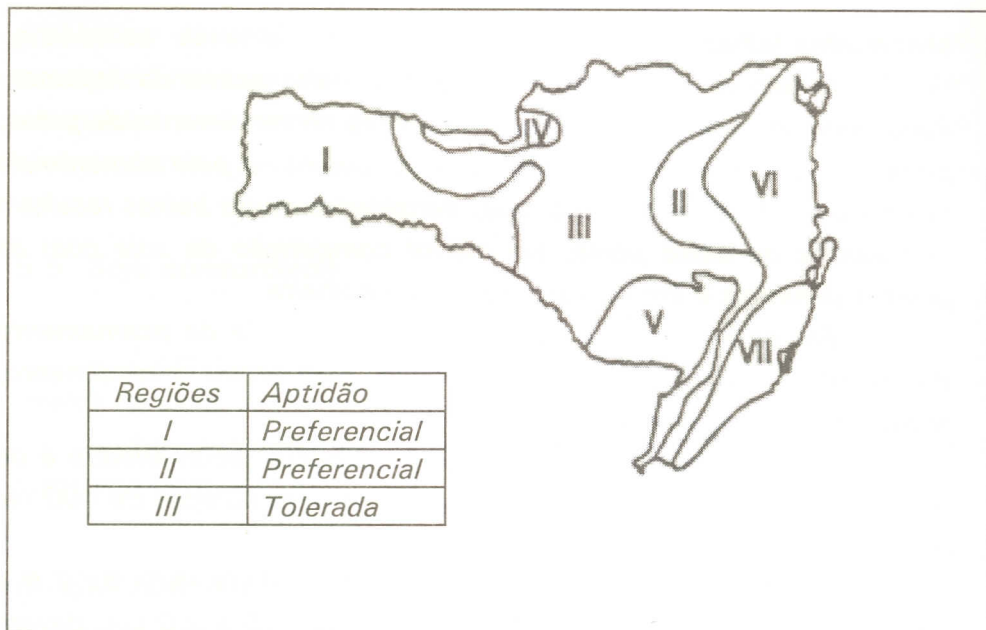 IV
I
II
VI
III
V
VII
Regiões Aptidão
I Preferencial
II Preferencial
III Tolerada